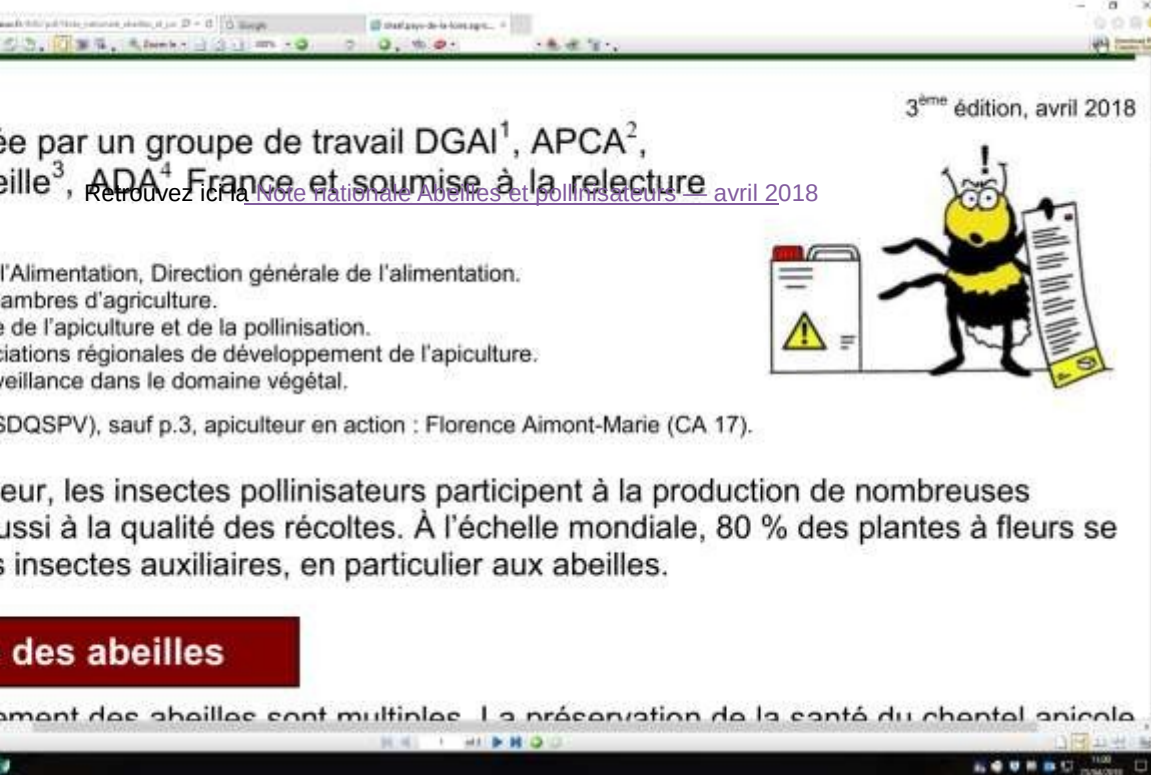 Google
100%
3ème édition, avril 2018
ée par un groupe de travail DGAl1, APCA2,
eille3, ADA4 France et soumise à la relecture
Retrouvez ici la Note nationale Abeilles et pollinisateurs – avril 2018
l'Alimentation, Direction générale de l'alimentation.
ambres d'agriculture.
e de l'apiculture et de la pollinisation.
ciations régionales de développement de l'apiculture.
veillance dans le domaine végétal.
SDQSPV), sauf p.3, apiculteur en action : Florence Aimont-Marie (CA 17).
eur, les insectes pollinisateurs participent à la production de nombreuses
ussi à la qualité des récoltes. À l'échelle mondiale, 80 % des plantes à fleurs se
s insectes auxiliaires, en particulier aux abeilles.
des abeilles
ement des abeilles sont multiples. La préservation de la santé du cheptel apicole